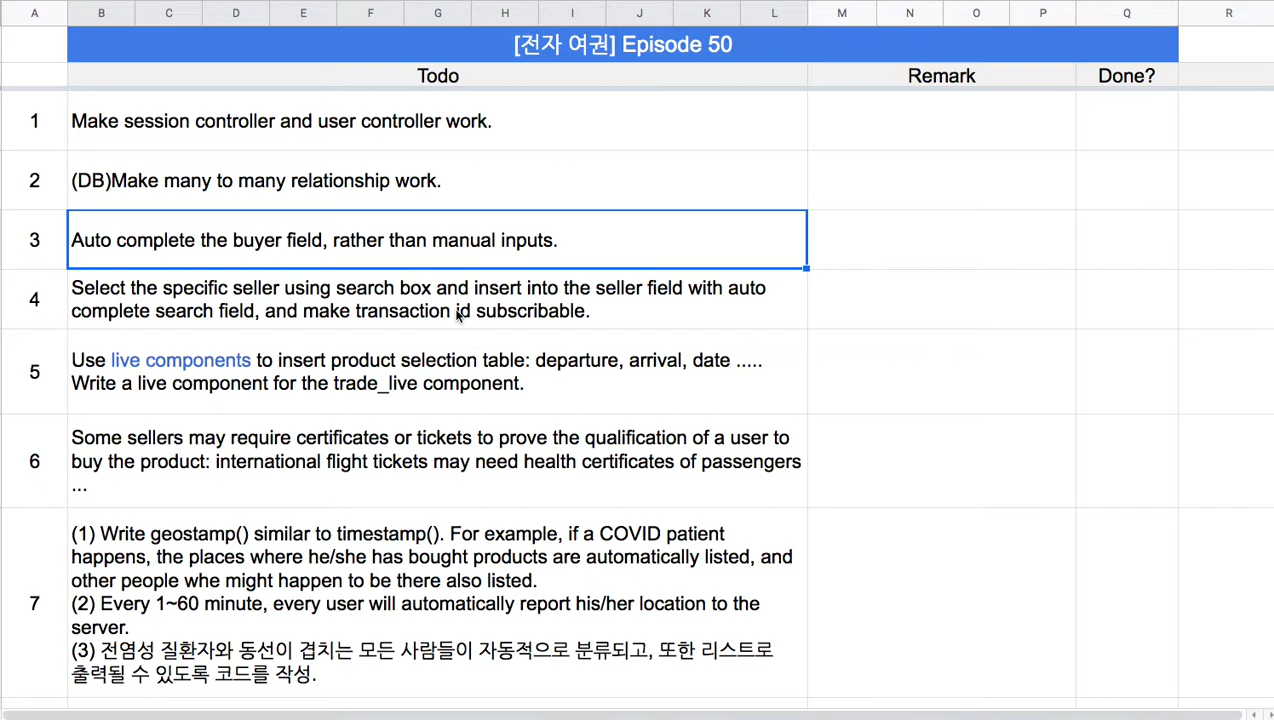 A B C D E F G H I J K L M N O P Q R
[전자 여권] Episode 50
Todo Remark Done?
1 Make session controller and user controller work.
2 (DB)Make many to many relationship work.
3 Auto complete the buyer field, rather than manual inputs.
4 Select the specific seller using search box and insert into the seller field with auto
complete search field, and make transaction id subscribable.
5 Use live components to insert product selection table: departure, arrival, date .....
Write a live component for the trade_live component.
6 Some sellers may require certificates or tickets to prove the qualification of a user to
buy the product: international flight tickets may need health certificates of passengers
...
7 (1) Write geostamp() similar to timestamp(). For example, if a COVID patient
happens, the places where he/she has bought products are automatically listed, and
other people whe might happen to be there also listed.
(2) Every 1~60 minute, every user will automatically report his/her location to the
server.
(3) 전염성 질환자와 동선이 겹치는 모든 사람들이 자동적으로 분류되고, 또한 리스트로
출력될 수 있도록 코드를 작성.